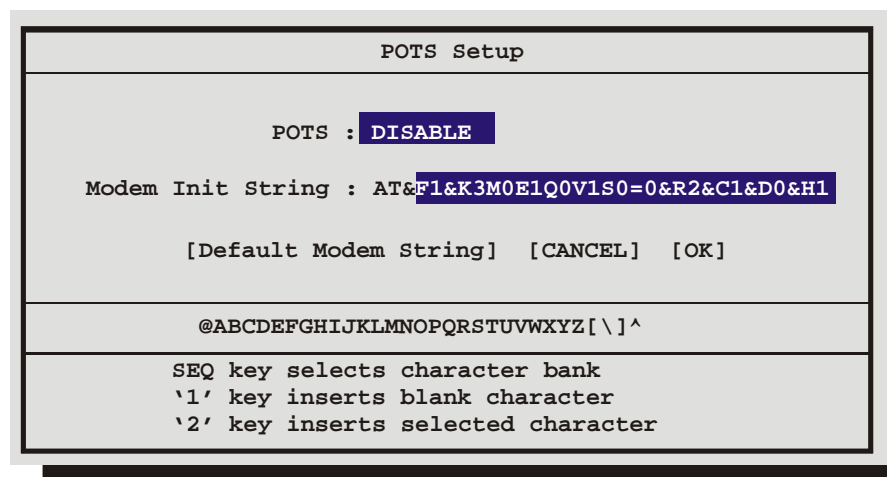 POTS Setup
POTS : DISABLE
Modem Init String : AT&F1&K3M0E1Q0V1S0=0&R2&C1&D0&H1
[Default Modem String] [CANCEL] [OK]
@ABCDEFGHIJKLMNOPQRSTUVWXYZ[\]^
SEQ key selects character bank
‘1’ key inserts blank character
‘2’ key inserts selected character